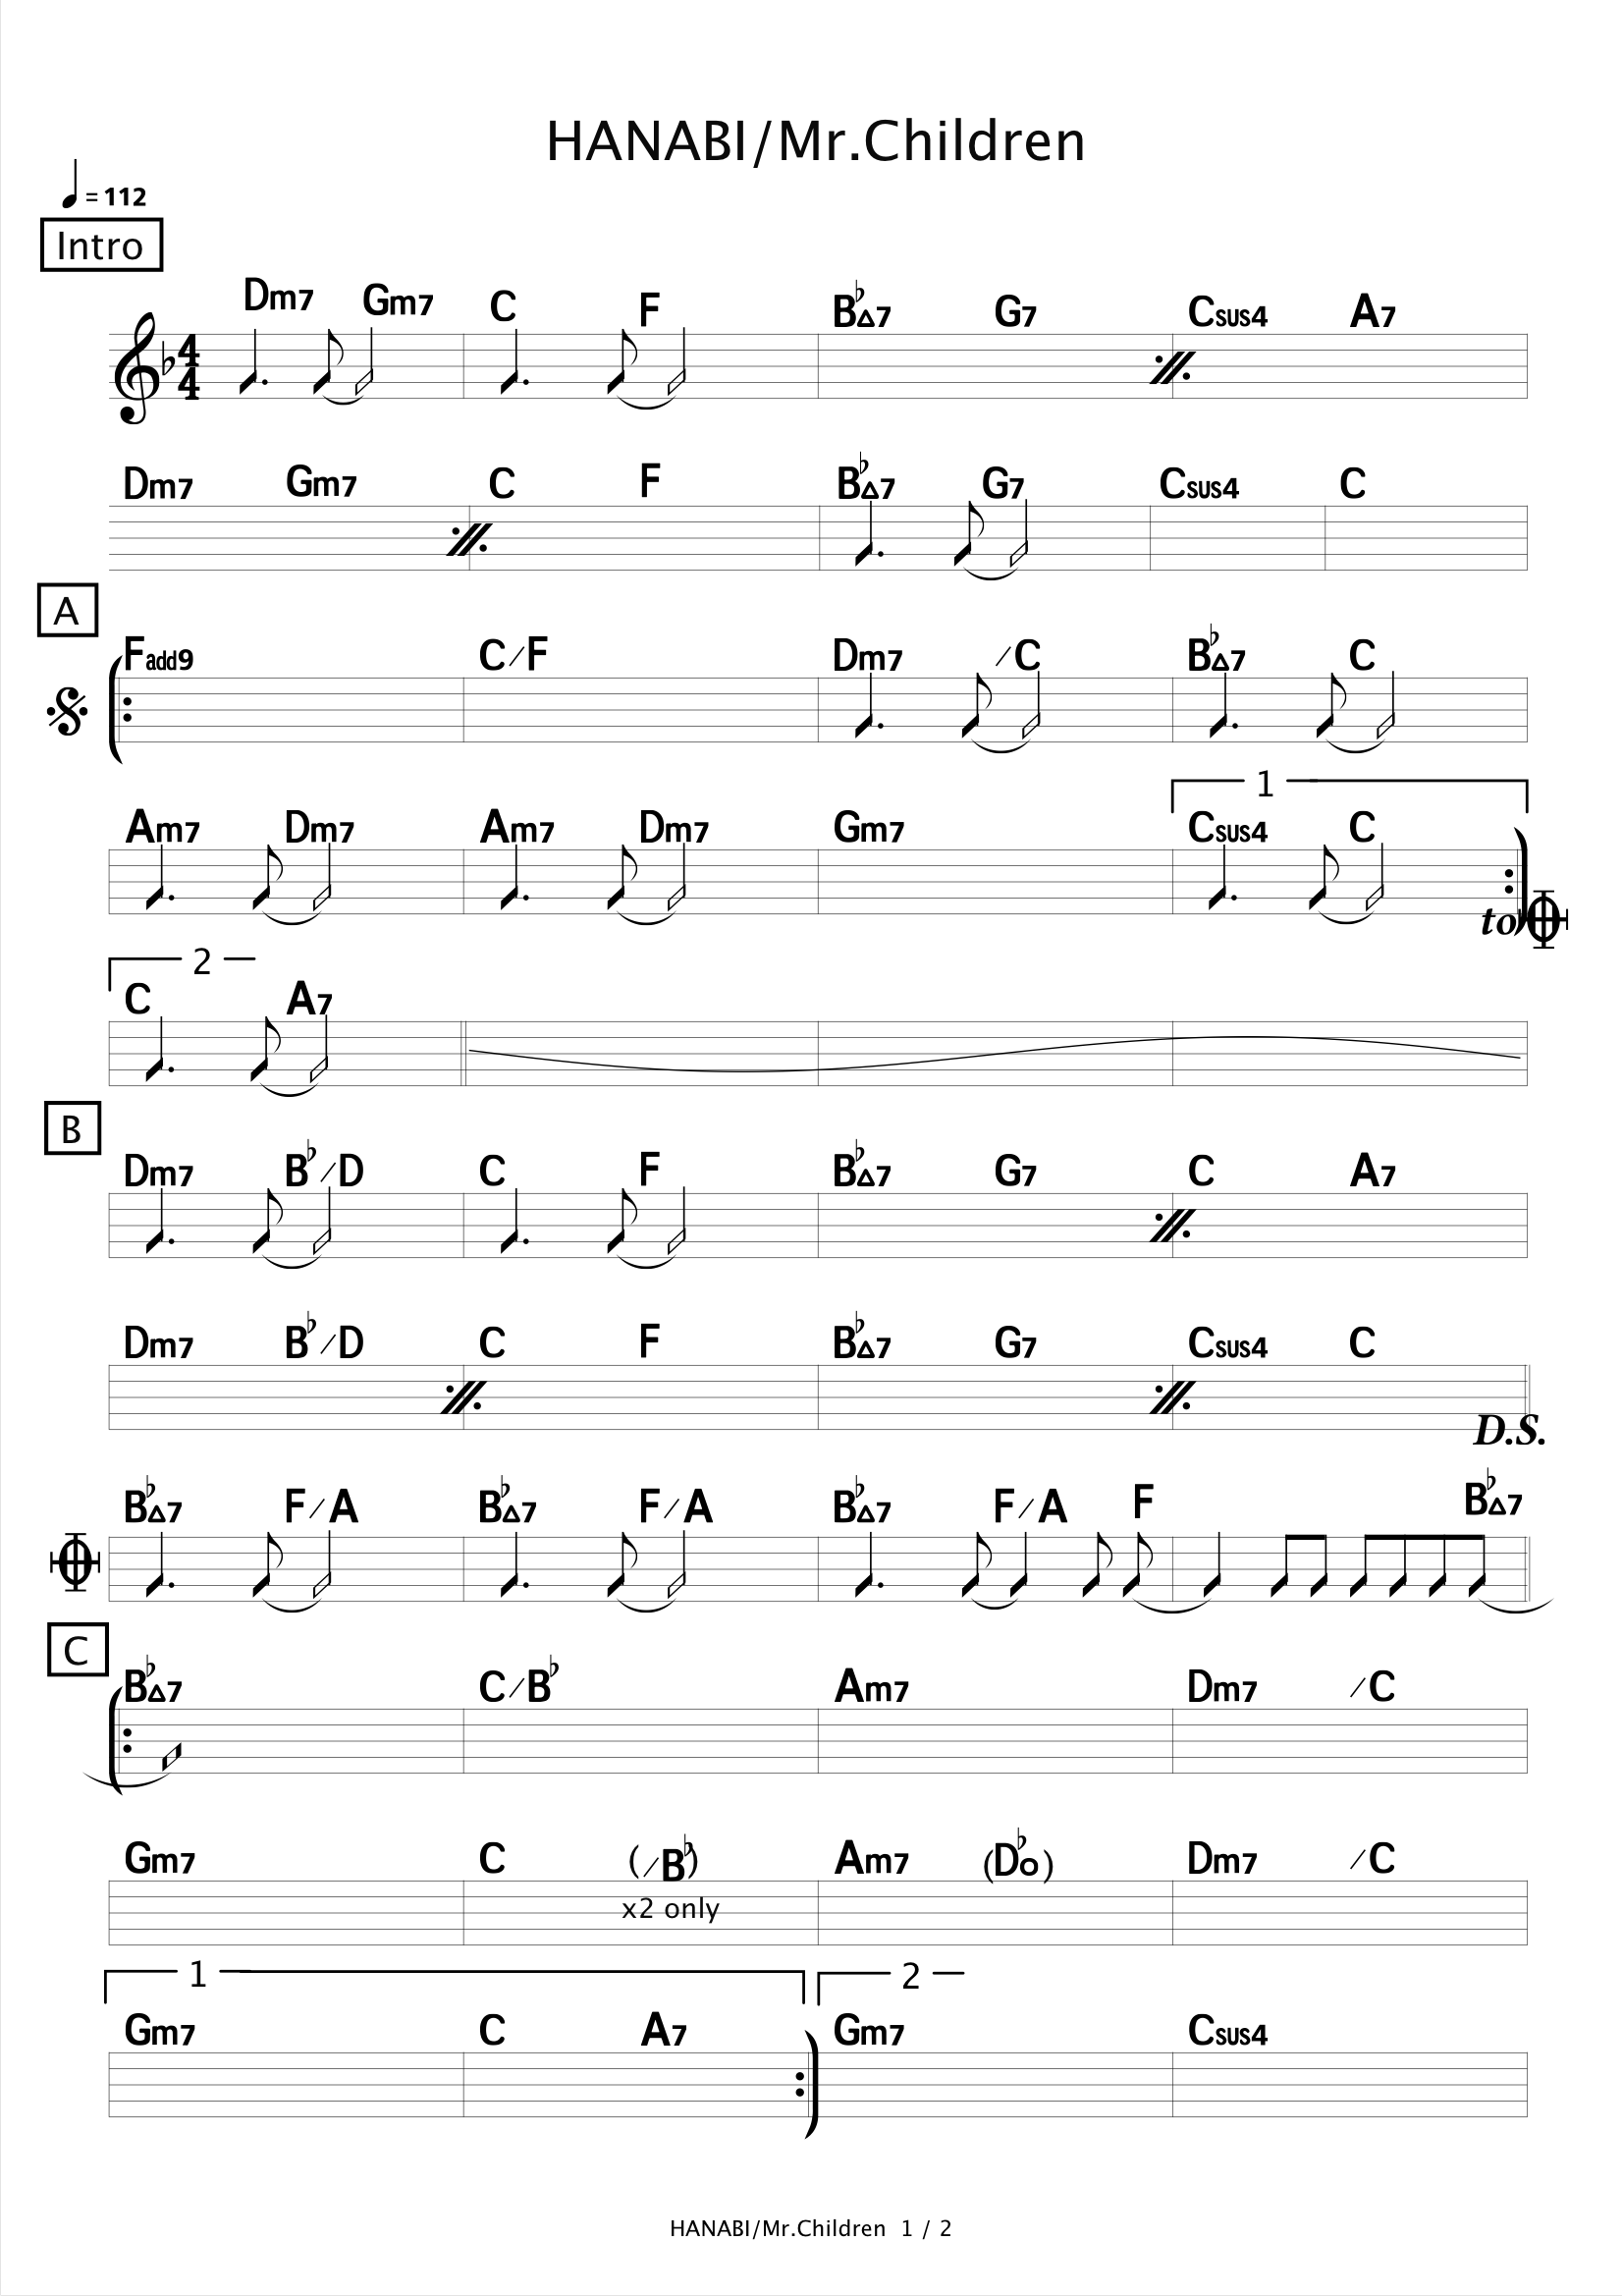 HANABI/Mr.Children
= 112
Intro
Dm7 Gm7 C F B♭△7 G7 Csus4 A7
4
4
Dm7 Gm7 C F B♭△7 G7 Csus4 C
A
Fadd9 C/F Dm7 /C B♭△7 C
1
Am7 Dm7 Am7 Dm7 Gm7 Csus4 C
to
2
C A7
B
Dm7 B♭/D C F B♭△7 G7 C A7
Dm7 B♭/D C F B♭△7 G7 Csus4 C
D.S.
B♭△7 F/A B♭△7 F/A B♭△7 F/A F B♭△7
C
B♭△7 C/B♭ Am7 Dm7 /C
Gm7 C (/B♭) Am7 (D♭o) Dm7 /C
x2 only
1 2
Gm7 C A7 Gm7 Csus4
HANABI/Mr.Children 1 / 2